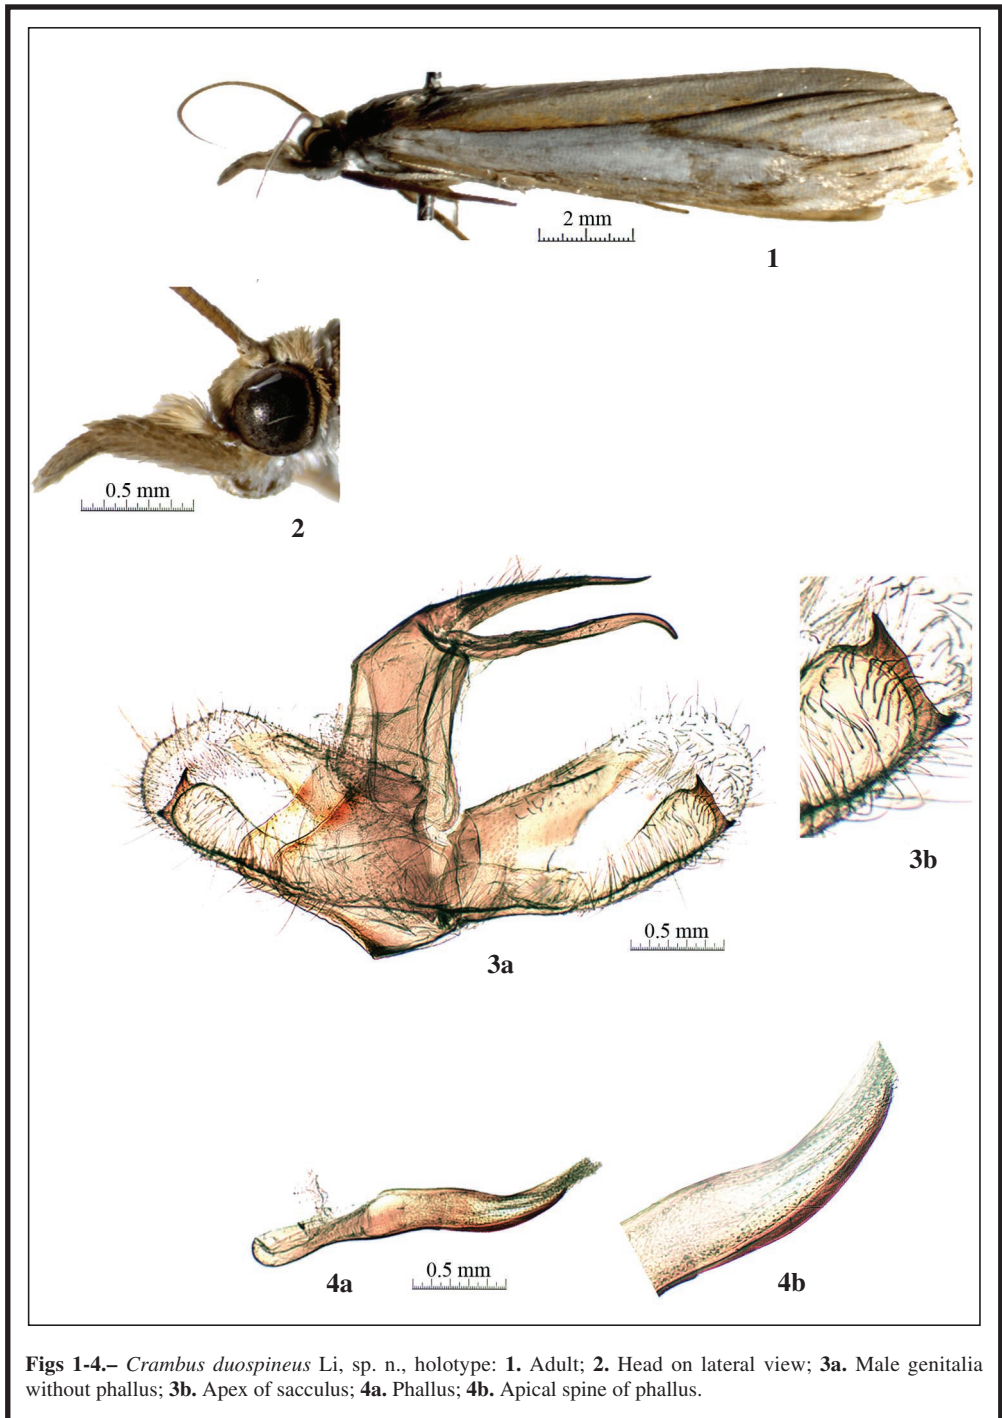 2 mm
1
0.5 mm
2
3b
0.5 mm
3a
0.5 mm
4a
4b
Figs 1-4.– Crambus duospineus Li, sp. n., holotype: 1. Adult; 2. Head on lateral view; 3a. Male genitalia
without phallus; 3b. Apex of sacculus; 4a. Phallus; 4b. Apical spine of phallus.